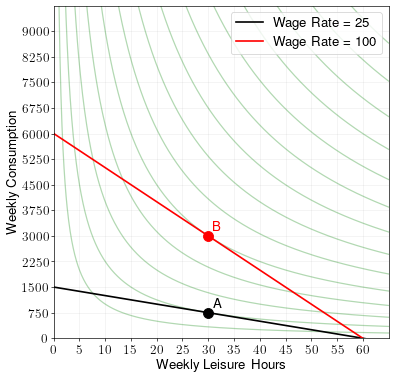 Wage Rate = 25
Wage Rate = 100
9000
8250
7500
6750
6000
5250
4500
3750
3000
2250
1500
750
0
Weekly Consumption
B
A
0 5 10 15 20 25 30 35 40 45 50 55 60
Weekly Leisure Hours